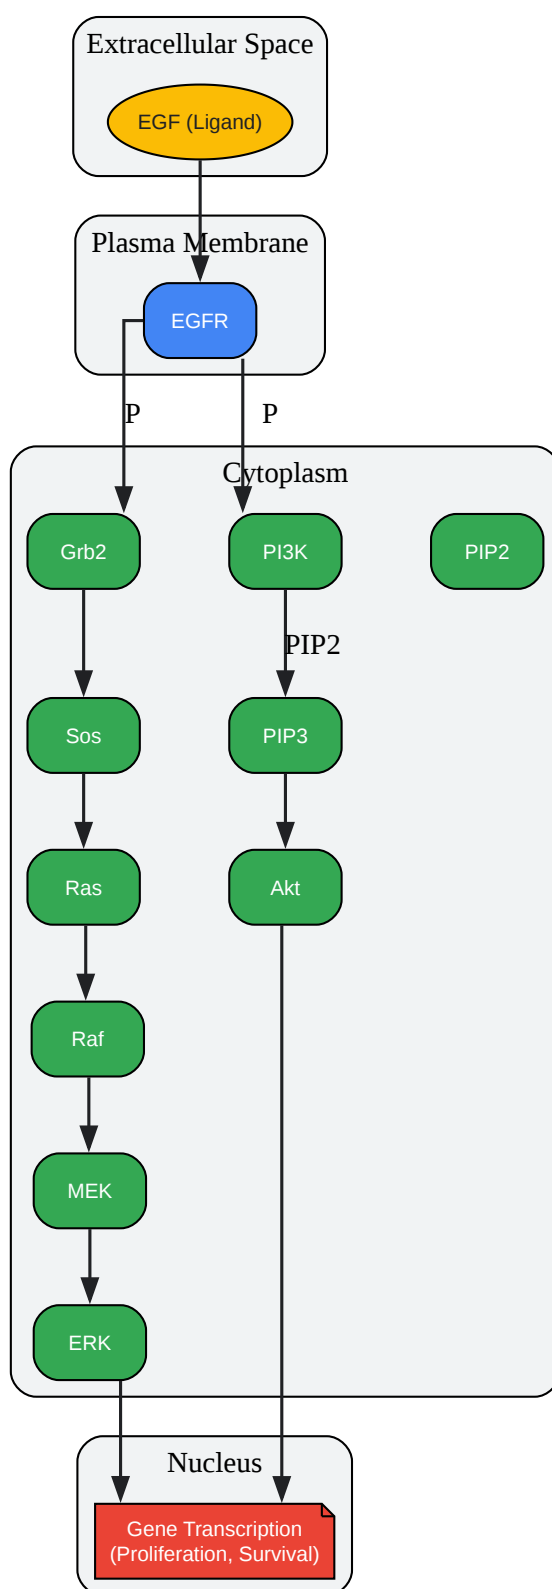 Extracellular Space
EGF (Ligand)
Plasma Membrane
EGFR
P
P
Cytoplasm
Grb2
PI3K
PIP2
PIP2
Sos
PIP3
Ras
Akt
Raf
MEK
ERK
Nucleus
Gene Transcription
(Proliferation, Survival)